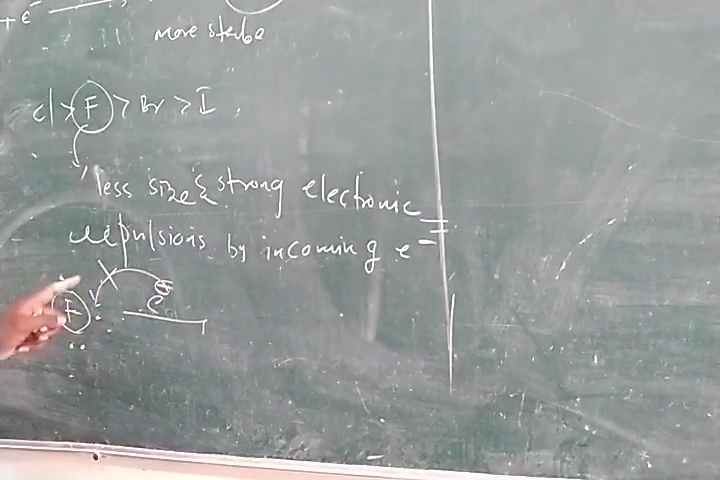 + e⁻
more stable
Cl > F > Br > I,
less size & strong electronic
repulsions by incoming e⁻
F e⁻